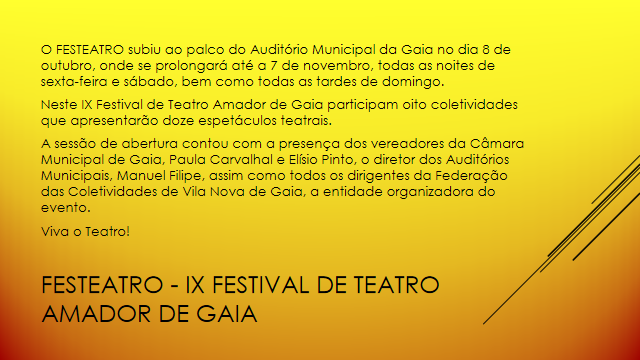 O FESTEATRO subiu ao palco do Auditório Municipal da Gaia no dia 8 de
outubro, onde se prolongará até a 7 de novembro, todas as noites de
sexta-feira e sábado, bem como todas as tardes de domingo.
Neste IX Festival de Teatro Amador de Gaia participam oito coletividades
que apresentarão doze espetáculos teatrais.
A sessão de abertura contou com a presença dos vereadores da Câmara
Municipal de Gaia, Paula Carvalhal e Elísio Pinto, o diretor dos Auditórios
Municipais, Manuel Filipe, assim como todos os dirigentes da Federação
das Coletividades de Vila Nova de Gaia, a entidade organizadora do
evento.
Viva o Teatro!
FESTEATRO - IX FESTIVAL DE TEATRO
AMADOR DE GAIA